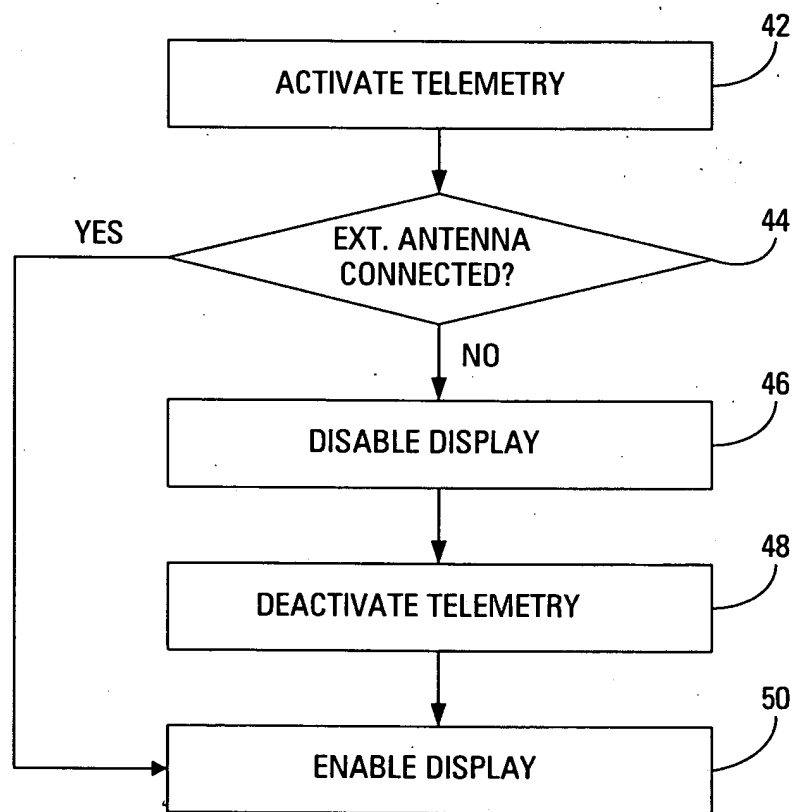 42
ACTIVATE TELEMETRY
44
YES
EXT. ANTENNA
CONNECTED?
NO
46
DISABLE DISPLAY
48
DEACTIVATE TELEMETRY
50
ENABLE DISPLAY